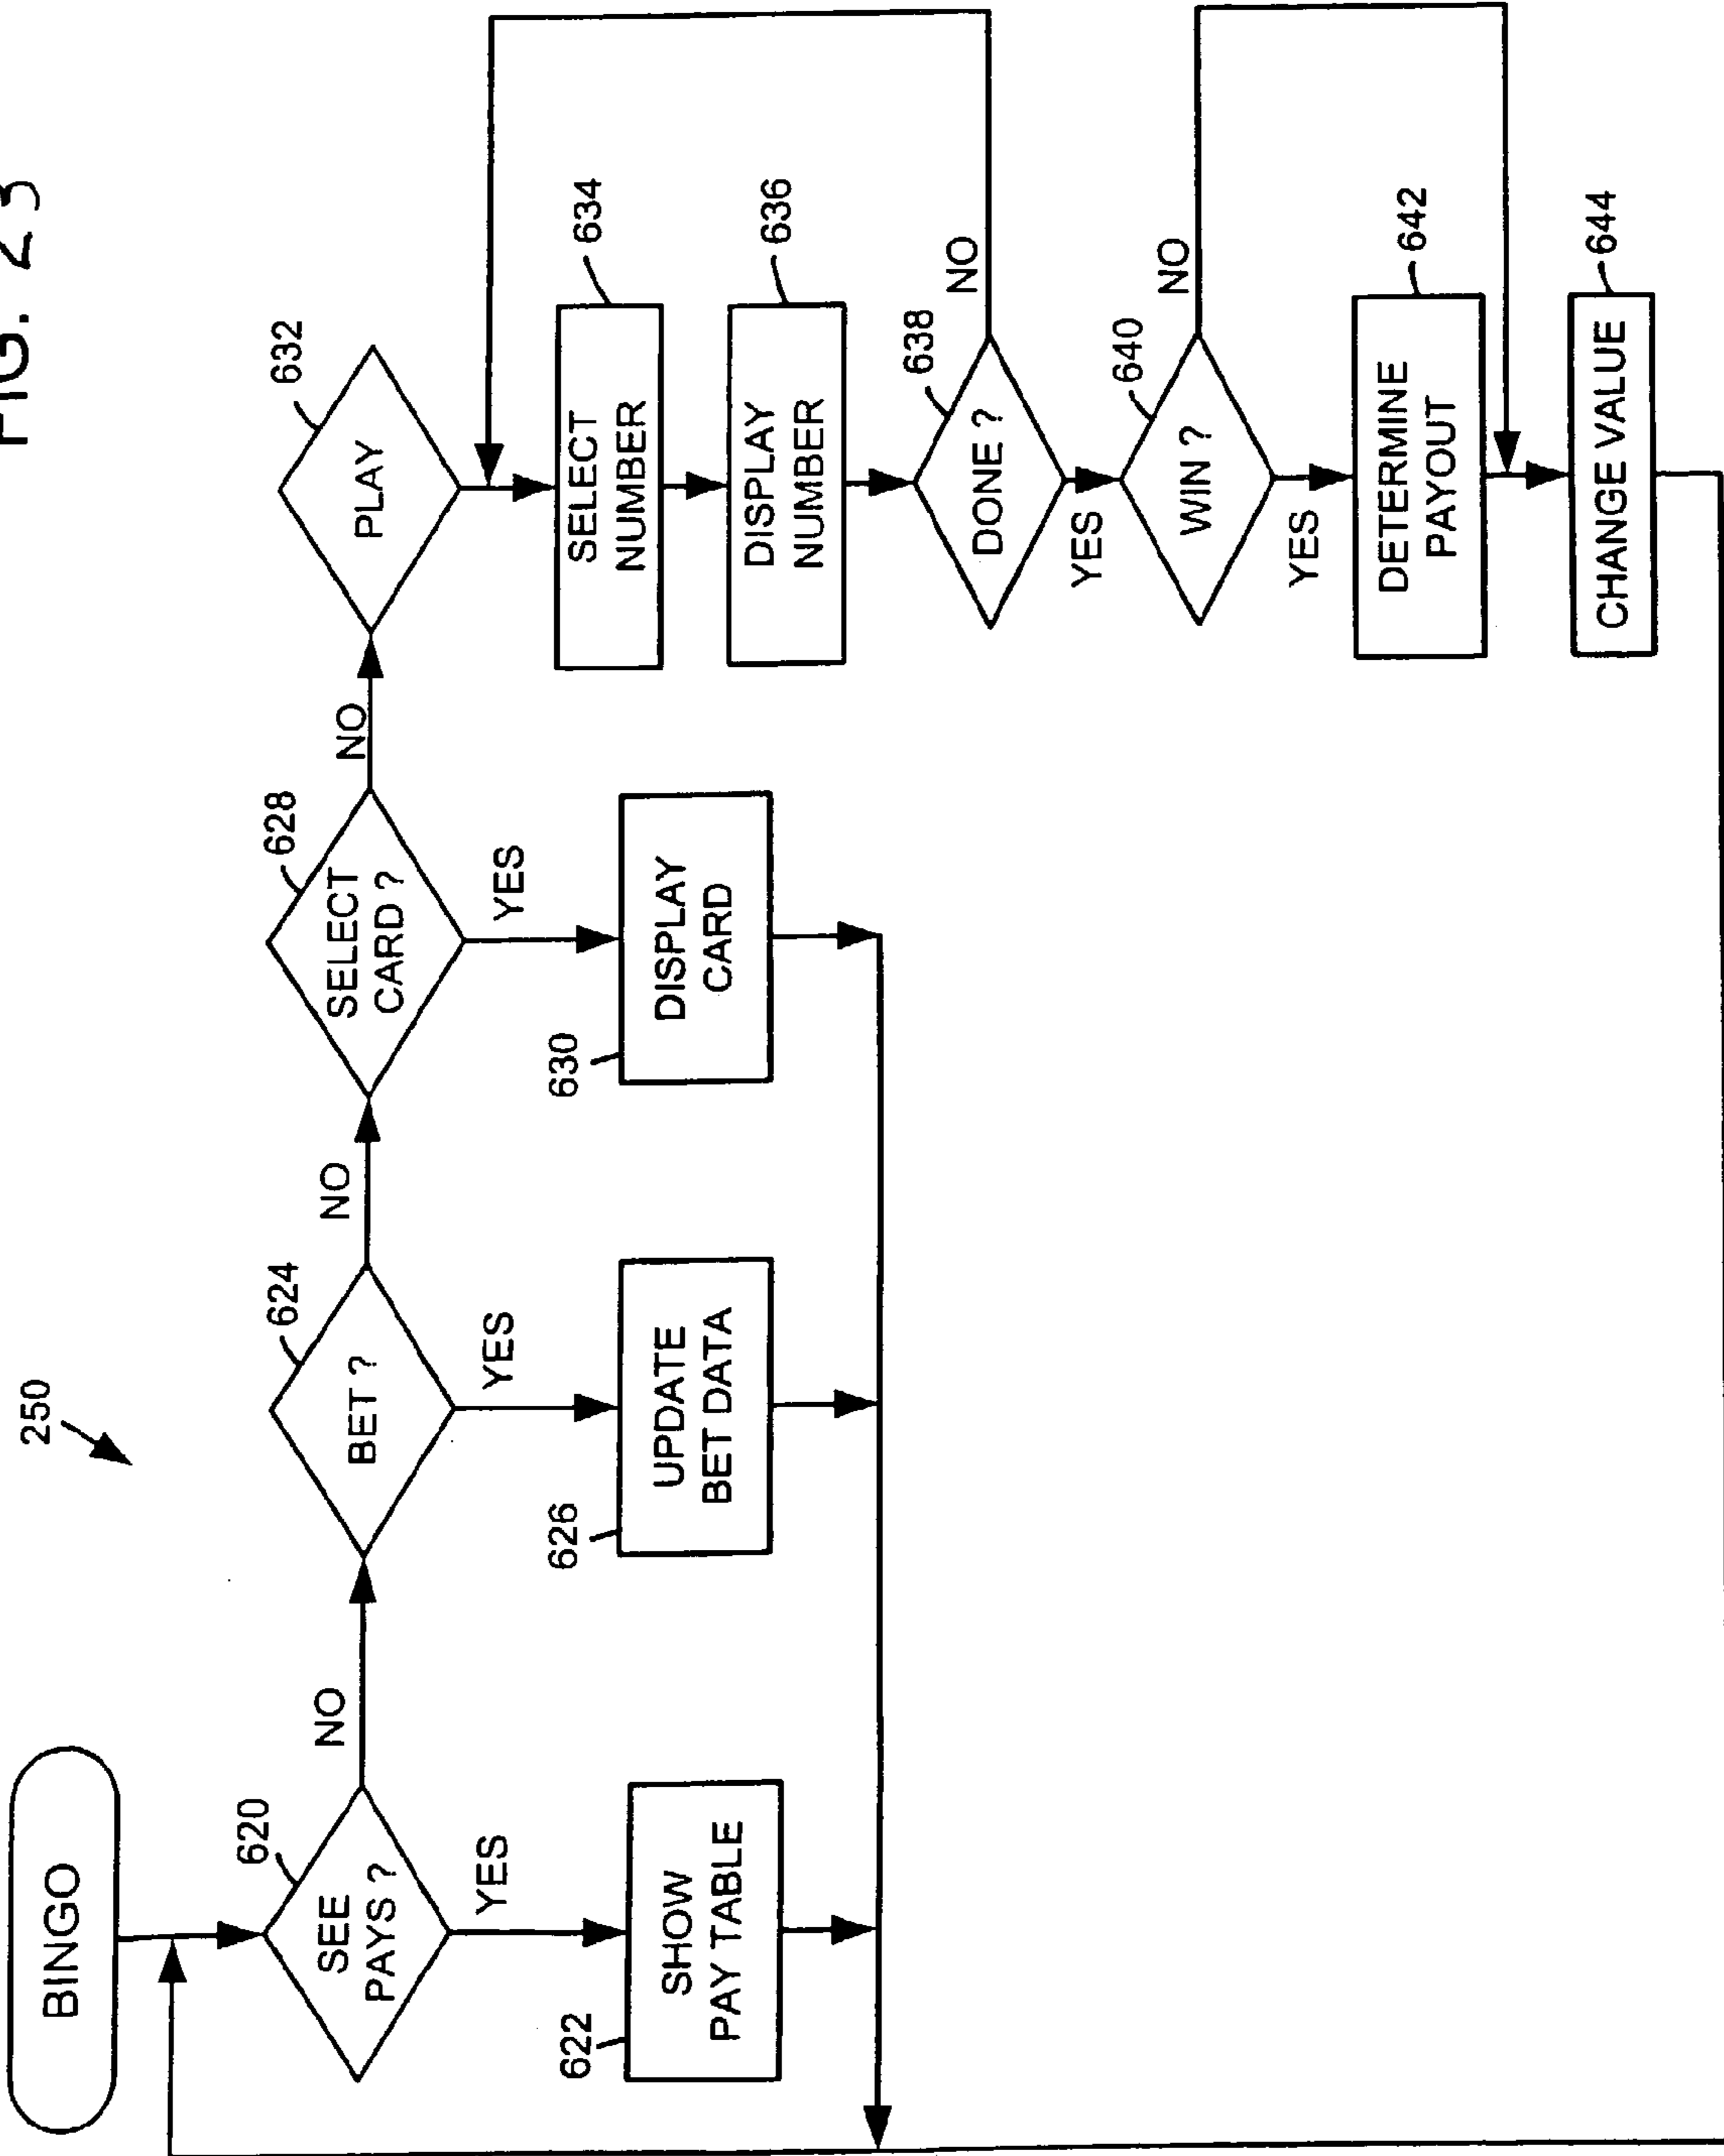 FIG. 23
250
BINGO
620
SEE
PAYS ?
NO
YES
622
SHOW
PAY TABLE
624
BET ?
NO
YES
626
UPDATE
BET DATA
628
SELECT
CARD ?
NO
YES
630
DISPLAY
CARD
632
PLAY
634
SELECT
NUMBER
636
DISPLAY
NUMBER
638
DONE ?
NO
YES
640
WIN ?
NO
YES
642
DETERMINE
PAYOUT
644
CHANGE VALUE